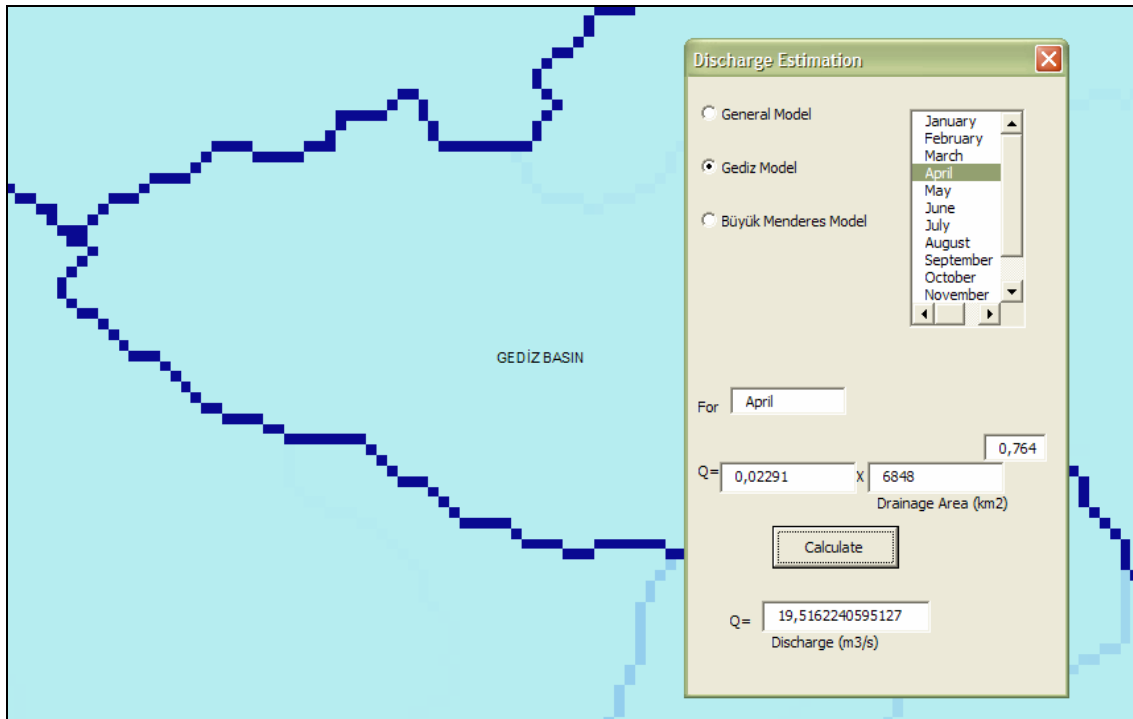 Discharge Estimation
General Model
Gediz Model
Büyük Menderes Model
January
February
March
April
May
June
July
August
September
October
November
GEDİZ BASIN
For April
0,764
Q= 0,02291 X 6848
Drainage Area (km2)
Calculate
Q= 19,5162240595127
Discharge (m3/s)